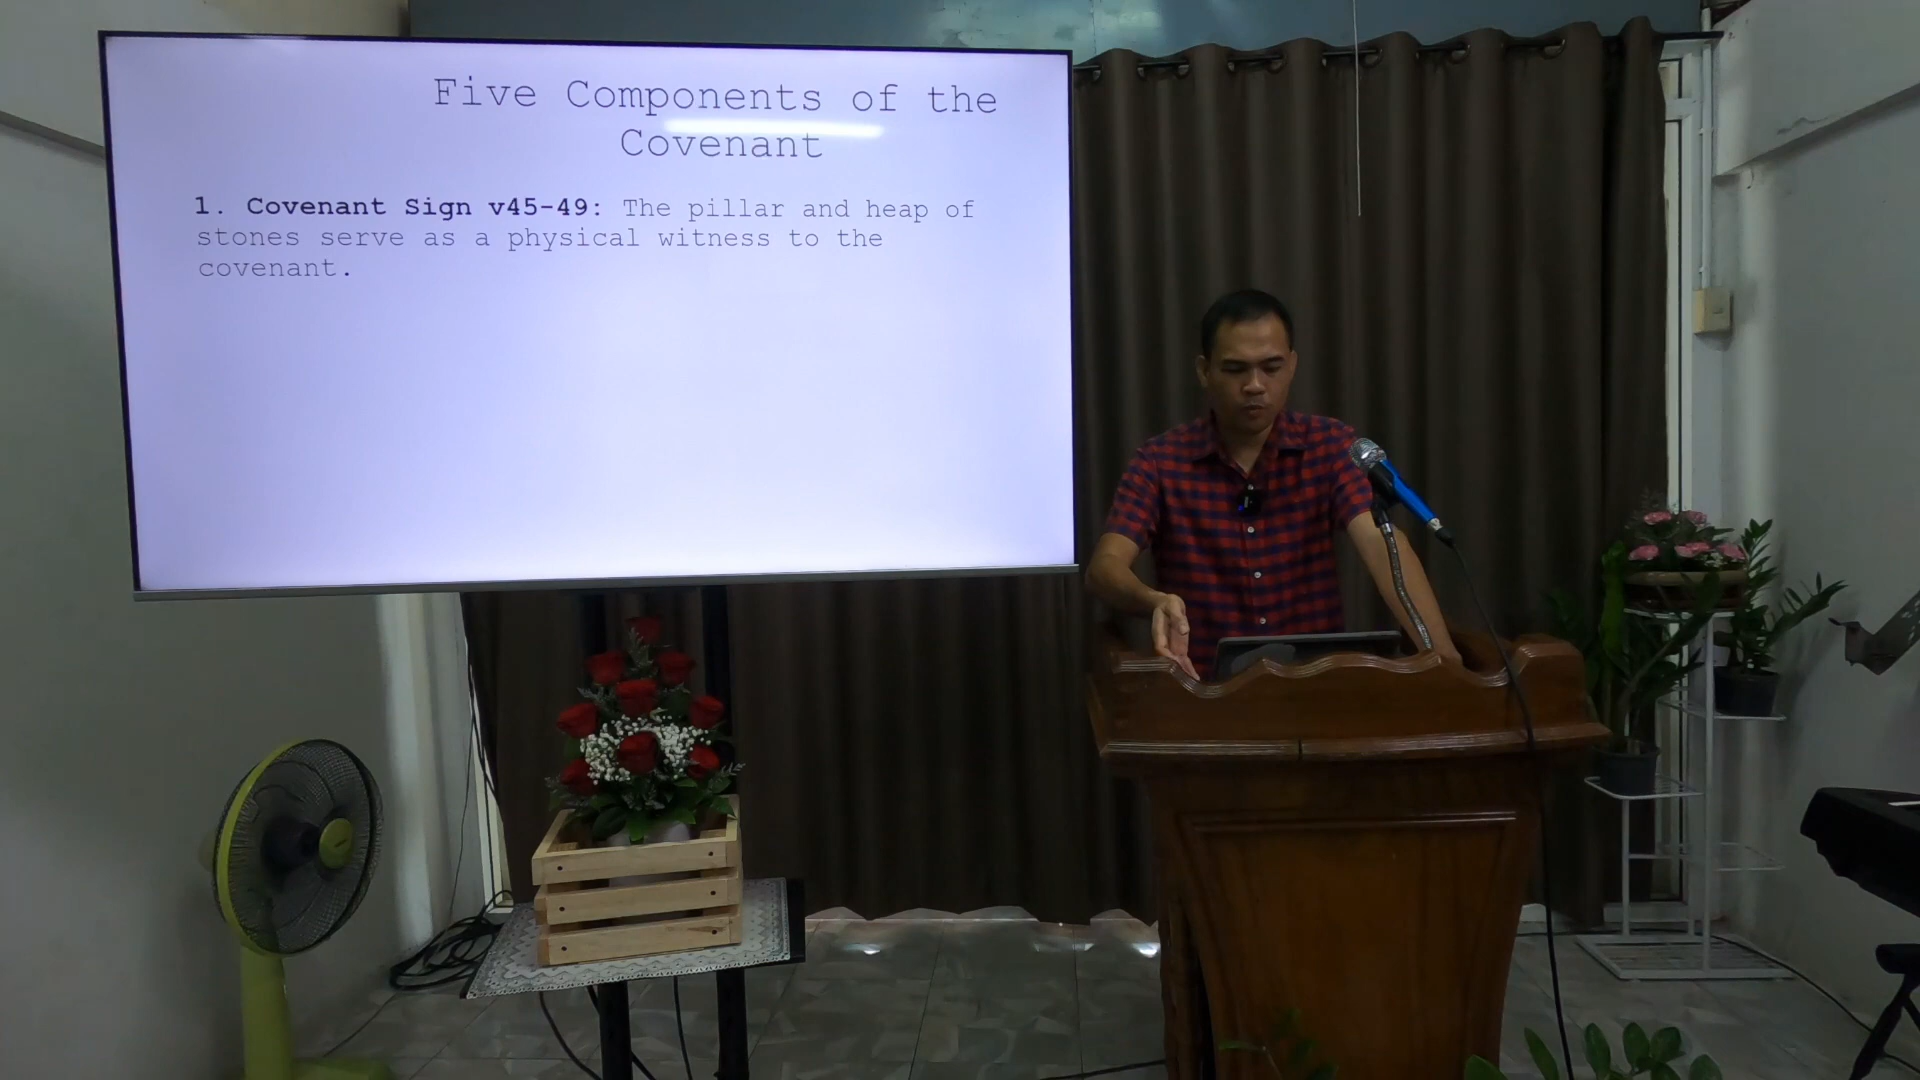 Five Components of the
Covenant
1. Covenant Sign v45-49: The pillar and heap of
stones serve as a physical witness to the
covenant.